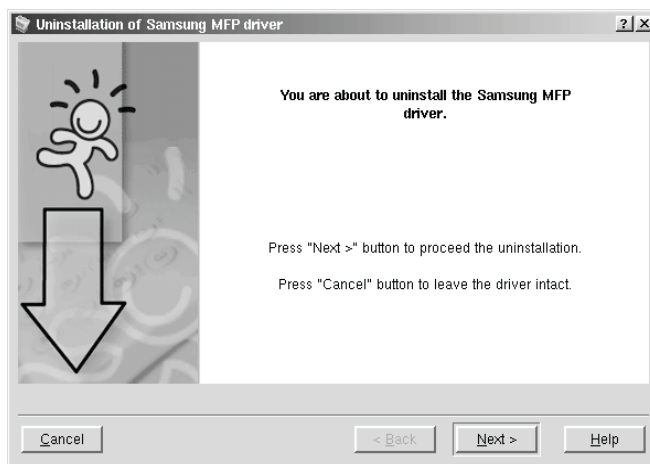 Uninstallation of Samsung MFP driver
? X
You are about to uninstall the Samsung MFP
driver.
Press "Next >" button to proceed the uninstallation.
Press "Cancel" button to leave the driver intact.
Cancel
< Back
Next >
Help